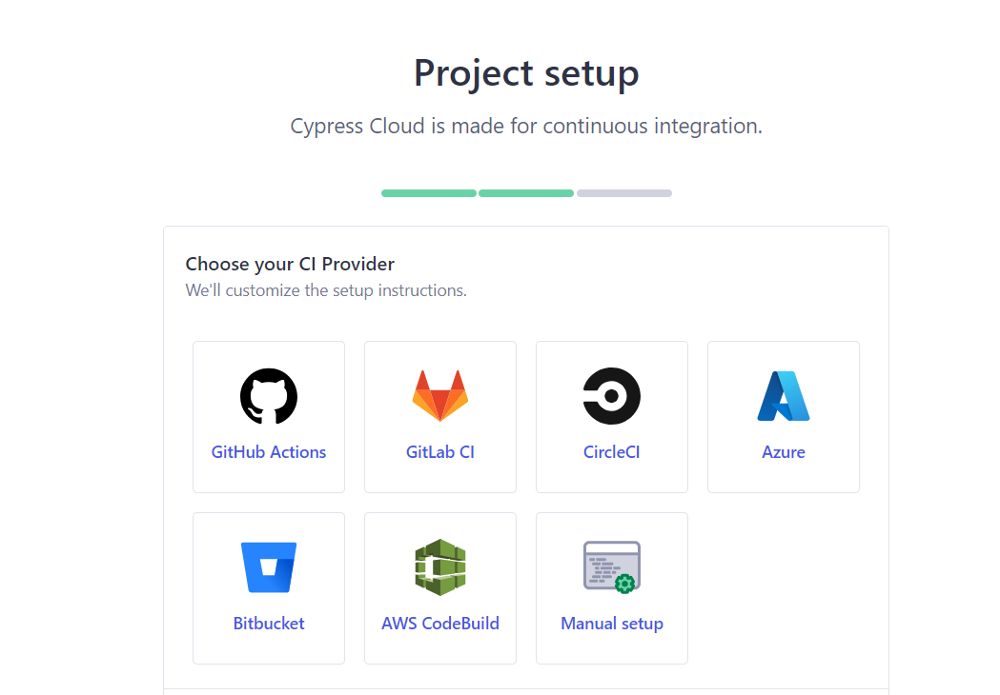 Project setup
Cypress Cloud is made for continuous integration.
Choose your CI Provider
We'll customize the setup instructions.
GitHub Actions
GitLab CI
CircleCI
Azure
Bitbucket
AWS CodeBuild
Manual setup